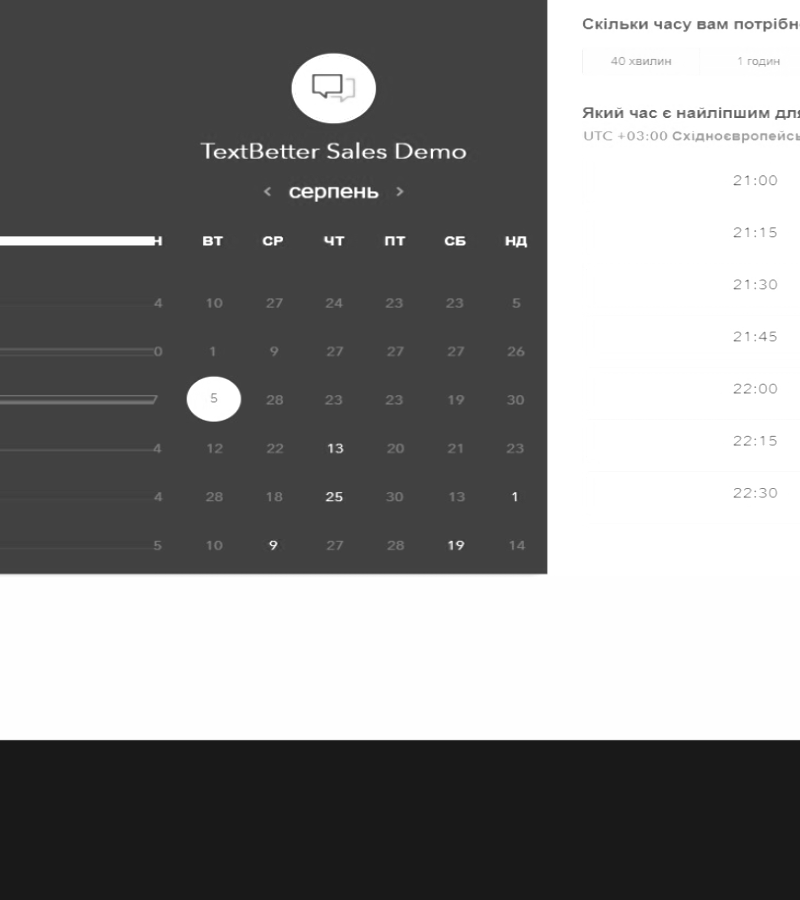 TextBetter Sales Demo
< серпень >
Н ВТ СР ЧТ ПТ СБ НД
4 10 27 24 23 23 5
0 1 9 27 27 27 26
7 5 28 23 23 19 30
4 12 22 13 20 21 23
4 28 18 25 30 13 1
5 10 9 27 28 19 14
Скільки часу вам потрібн
40 хвилин 1 годин
Який час є найліпшим для
UTC +03:00 Східноєвропейсь
21:00
21:15
21:30
21:45
22:00
22:15
22:30